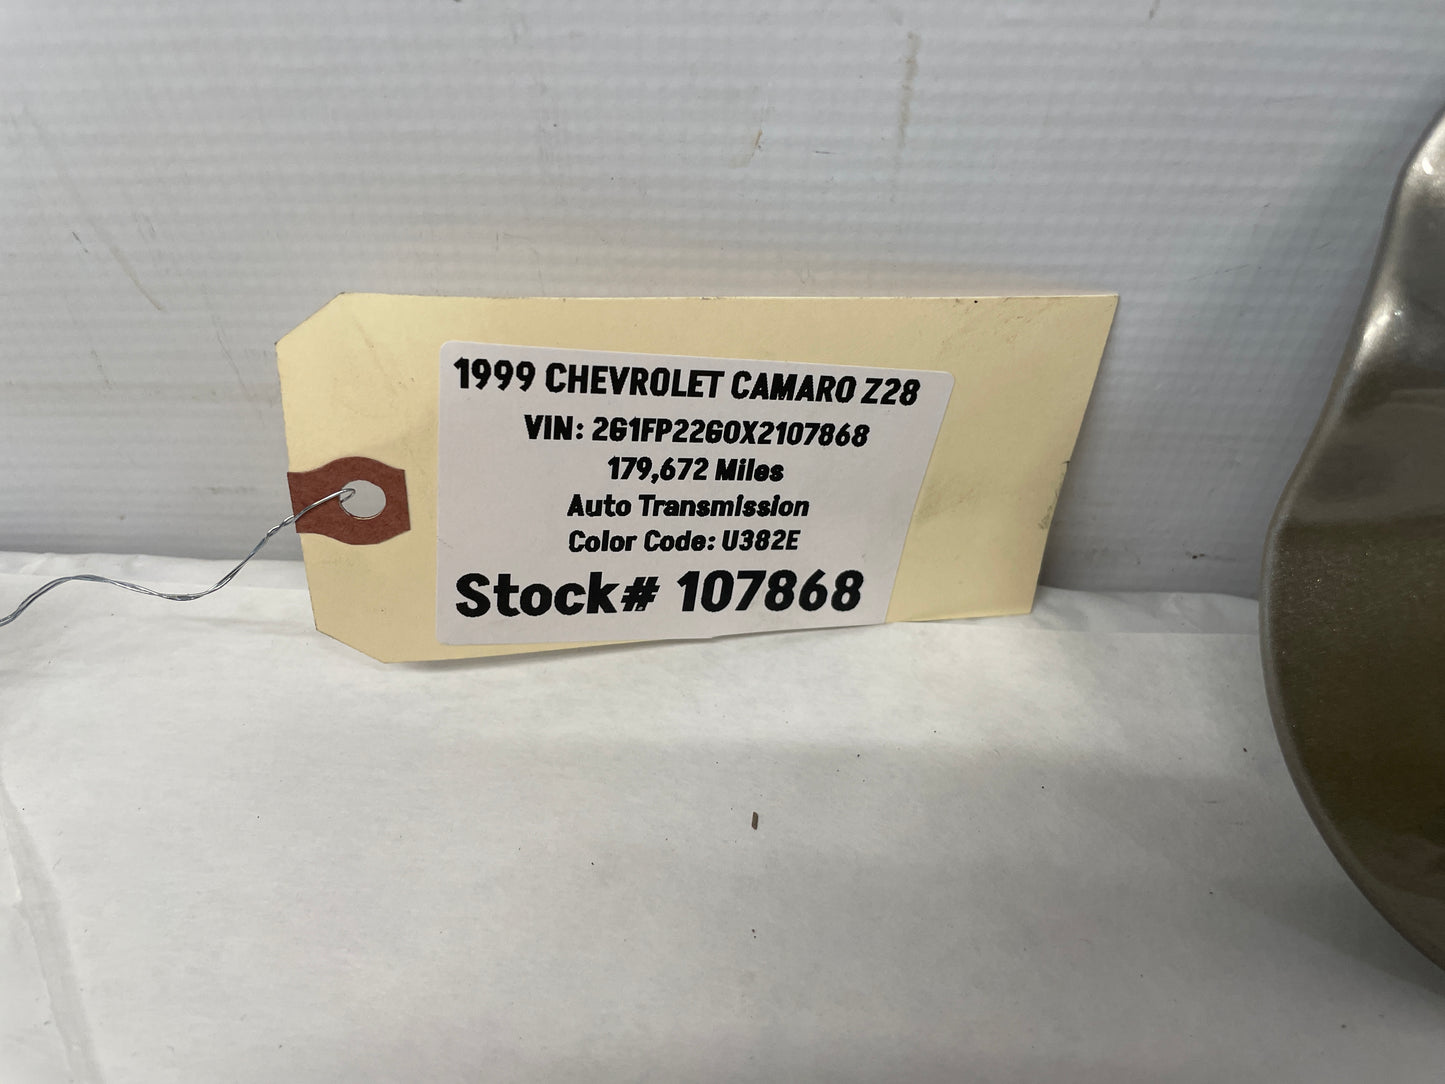 1999 CHEVROLET CAMARO Z28
VIN: 2G1FP22G0X2107868
179,672 Miles
Auto Transmission
Color Code: U382E
Stock# 107868